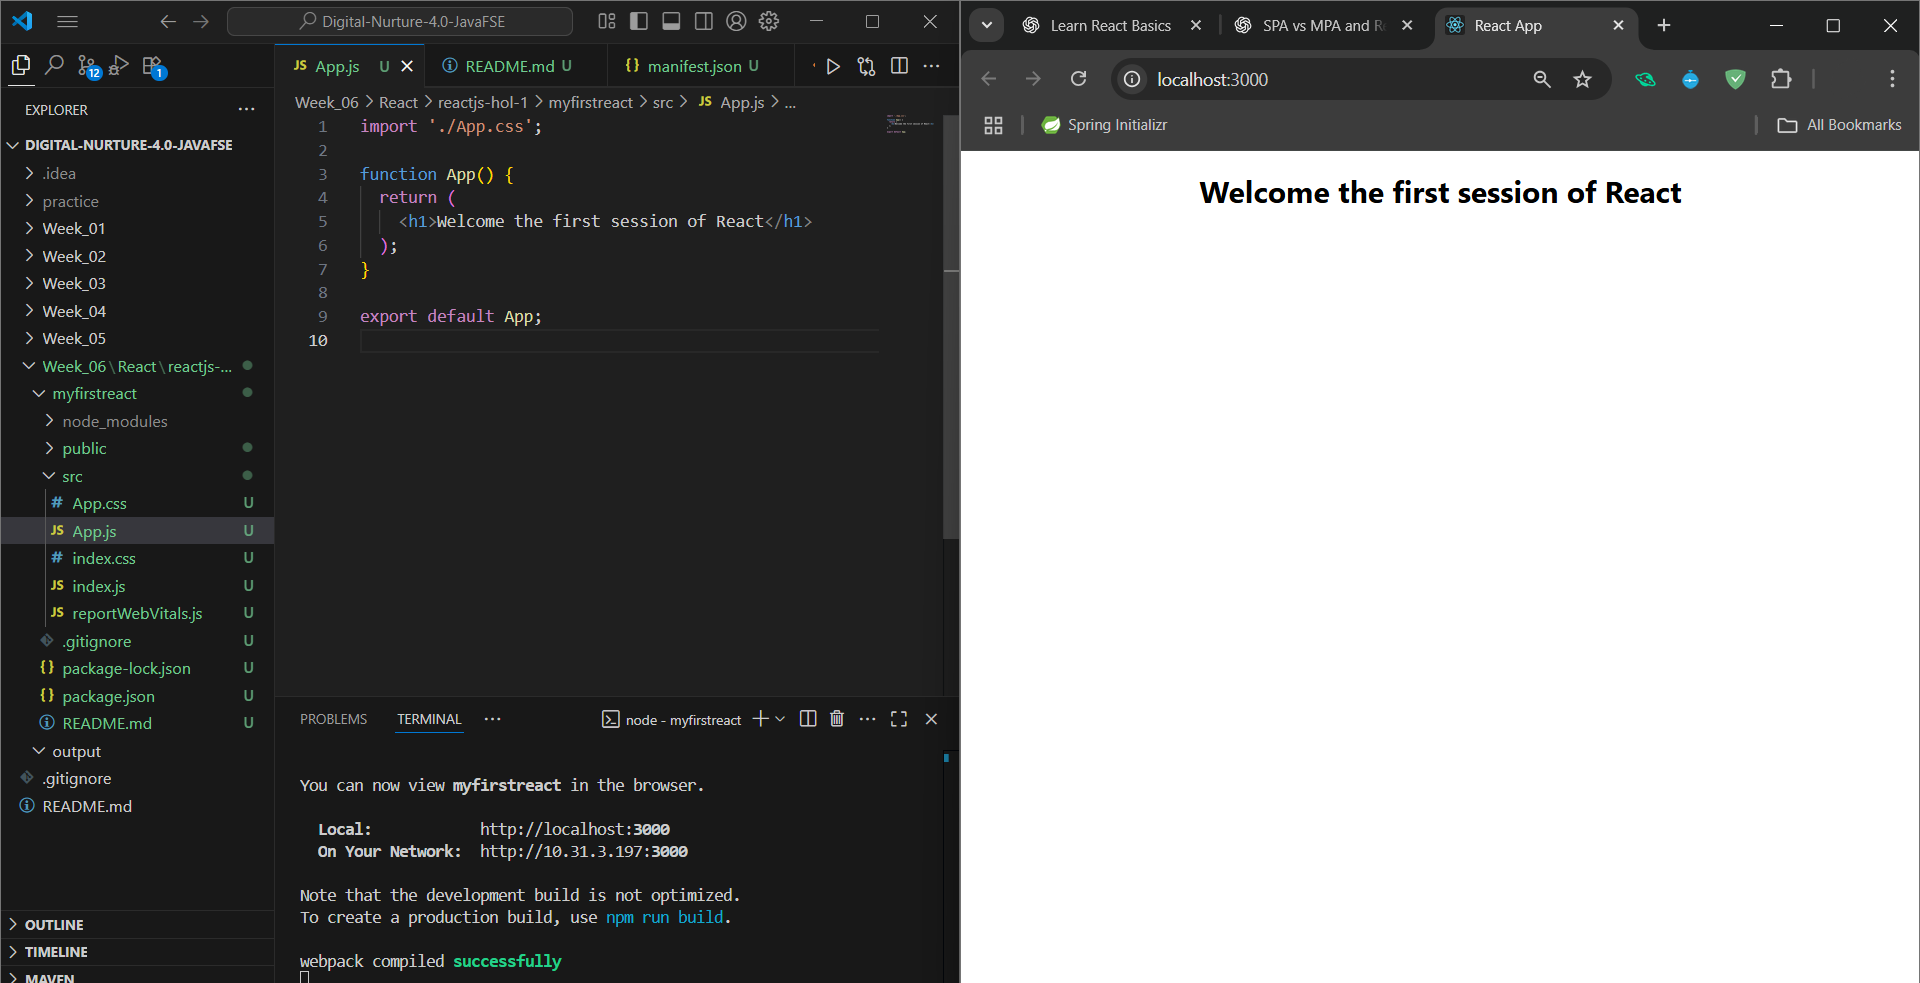 Digital-Nurture-4.0-JavaFSE
12
1
EXPLORER
DIGITAL-NURTURE-4.0-JAVAFSE
.idea
practice
Week_01
Week_02
Week_03
Week_04
Week_05
Week_06\React\reactjs-...
myfirstreact
node_modules
public
src
# App.css U
JS App.js U
# index.css U
JS index.js U
JS reportWebVitals.js U
.gitignore U
{} package-lock.json U
{} package.json U
README.md U
output
.gitignore
README.md
OUTLINE
TIMELINE
MAVEN
JS App.js U
README.md U
{} manifest.json U
Week_06 > React > reactjs-hol-1 > myfirstreact > src > JS App.js > ...
1 import './App.css';
2
3 function App() {
4 return (
5 <h1>Welcome the first session of React</h1>
6 );
7 }
8
9 export default App;
10
PROBLEMS TERMINAL
node - myfirstreact
You can now view myfirstreact in the browser.
Local: http://localhost:3000
On Your Network: http://10.31.3.197:3000
Note that the development build is not optimized.
To create a production build, use npm run build.
webpack compiled successfully
Learn React Basics
SPA vs MPA and R
React App
localhost:3000
Spring Initializr
All Bookmarks
Welcome the first session of React